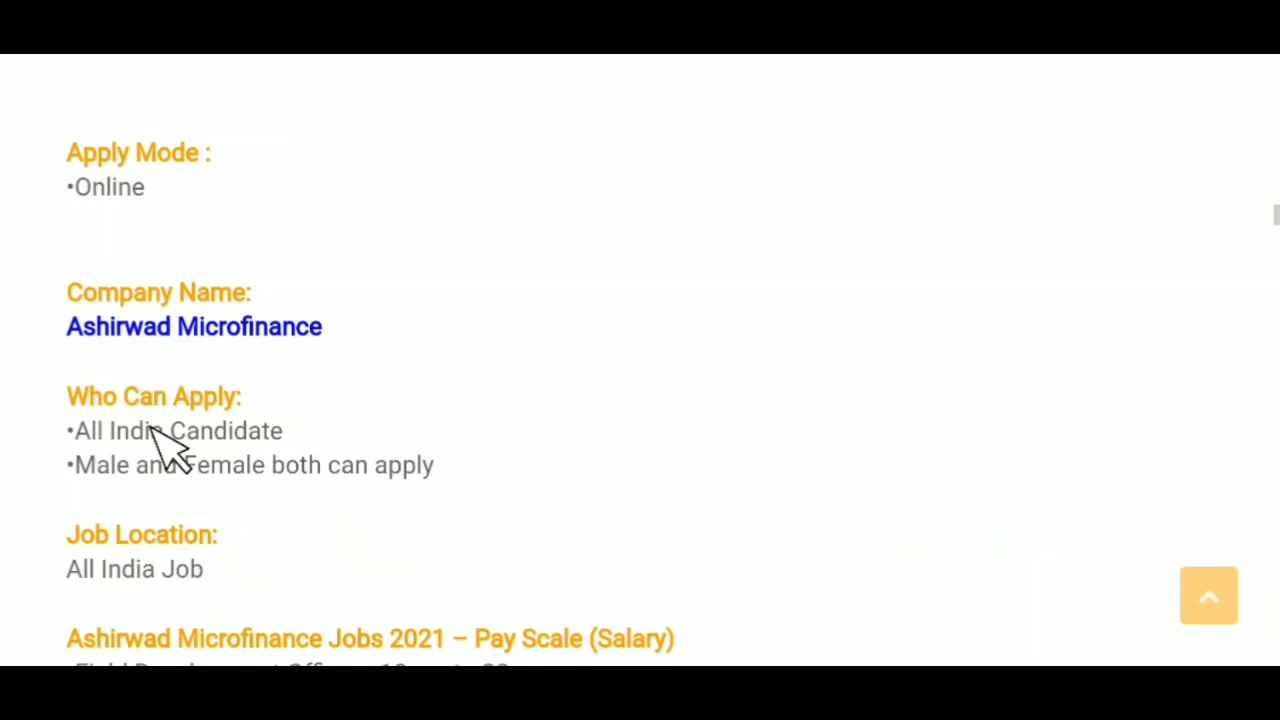 Apply Mode :
•Online
Company Name:
Ashirwad Microfinance
Who Can Apply:
•All India Candidate
•Male and Female both can apply
Job Location:
All India Job
Ashirwad Microfinance Jobs 2021 – Pay Scale (Salary)